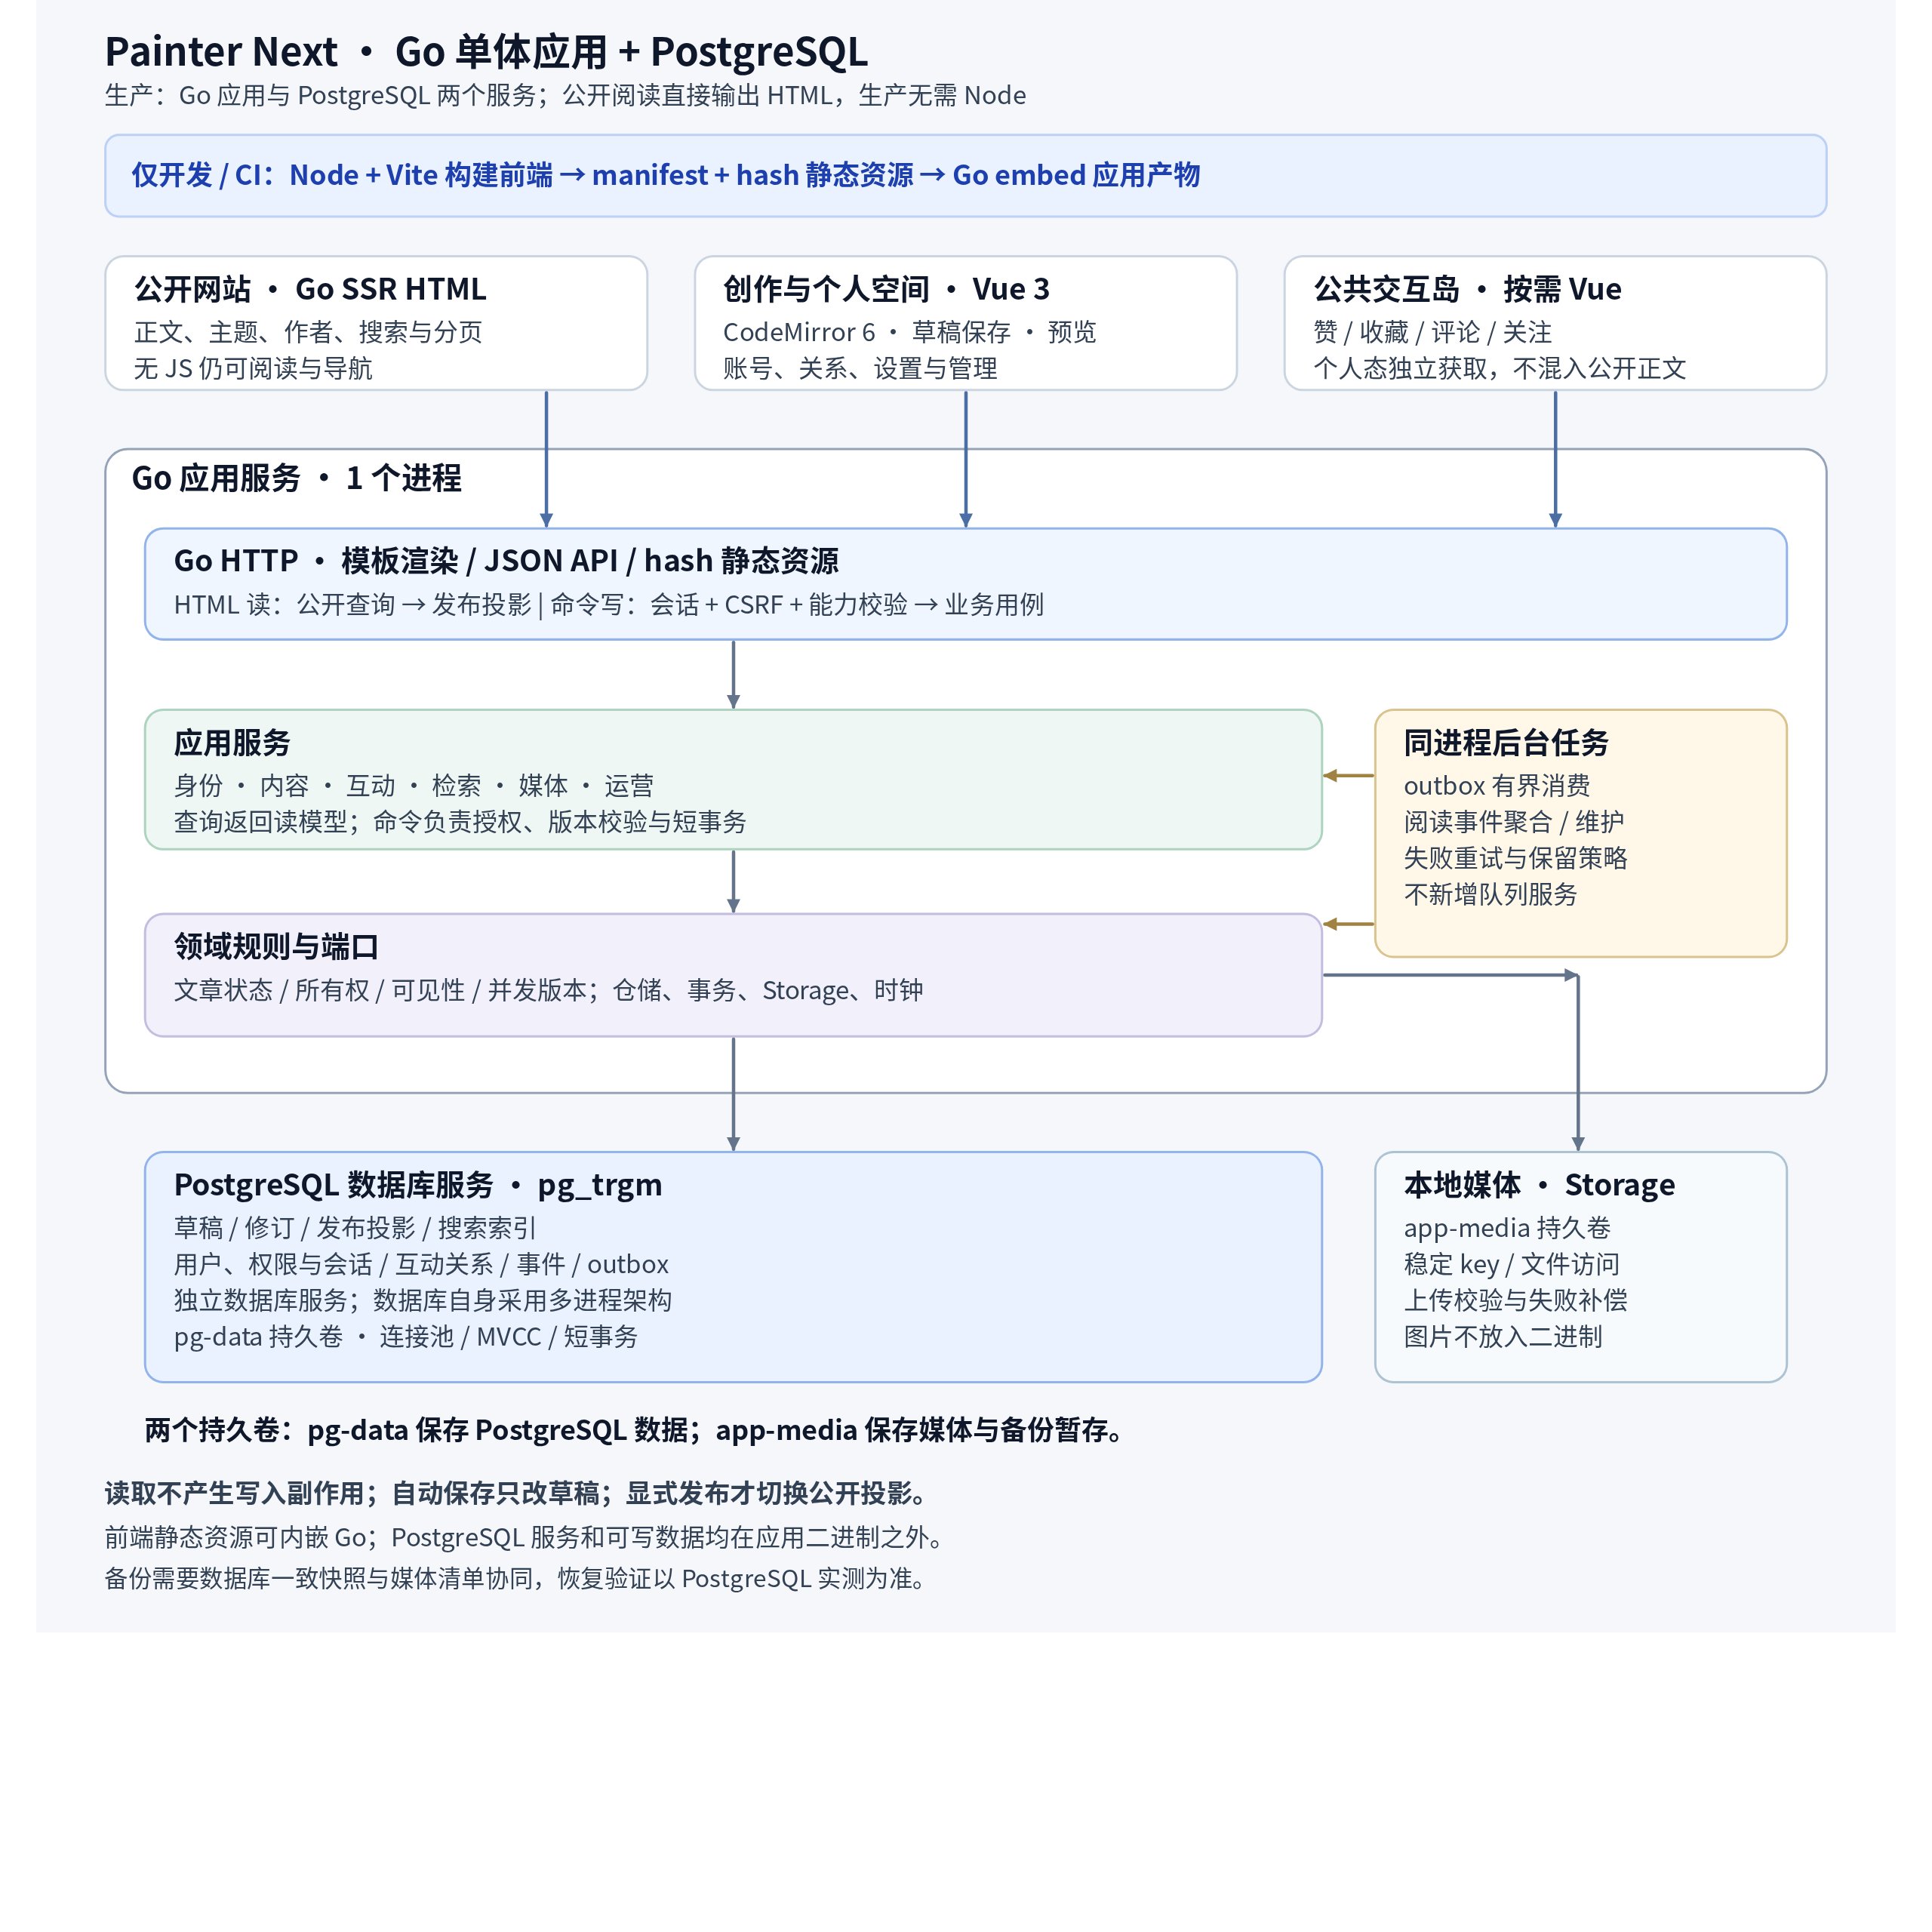 Painter Next · Go 单体应用 + PostgreSQL
生产：Go 应用与 PostgreSQL 两个服务；公开阅读直接输出 HTML，生产无需 Node
仅开发 / CI：Node + Vite 构建前端 → manifest + hash 静态资源 → Go embed 应用产物
公开网站 · Go SSR HTML
正文、主题、作者、搜索与分页
无 JS 仍可阅读与导航
创作与个人空间 · Vue 3
CodeMirror 6 · 草稿保存 · 预览
账号、关系、设置与管理
公共交互岛 · 按需 Vue
赞 / 收藏 / 评论 / 关注
个人态独立获取，不混入公开正文
Go 应用服务 · 1 个进程
Go HTTP · 模板渲染 / JSON API / hash 静态资源
HTML 读：公开查询 → 发布投影 | 命令写：会话 + CSRF + 能力校验 → 业务用例
应用服务
身份 · 内容 · 互动 · 检索 · 媒体 · 运营
查询返回读模型；命令负责授权、版本校验与短事务
同进程后台任务
outbox 有界消费
阅读事件聚合 / 维护
失败重试与保留策略
不新增队列服务
领域规则与端口
文章状态 / 所有权 / 可见性 / 并发版本；仓储、事务、Storage、时钟
PostgreSQL 数据库服务 · pg_trgm
草稿 / 修订 / 发布投影 / 搜索索引
用户、权限与会话 / 互动关系 / 事件 / outbox
独立数据库服务；数据库自身采用多进程架构
pg-data 持久卷 · 连接池 / MVCC / 短事务
本地媒体 · Storage
app-media 持久卷
稳定 key / 文件访问
上传校验与失败补偿
图片不放入二进制
两个持久卷：pg-data 保存 PostgreSQL 数据；app-media 保存媒体与备份暂存。
读取不产生写入副作用；自动保存只改草稿；显式发布才切换公开投影。
前端静态资源可内嵌 Go；PostgreSQL 服务和可写数据均在应用二进制之外。
备份需要数据库一致快照与媒体清单协同，恢复验证以 PostgreSQL 实测为准。